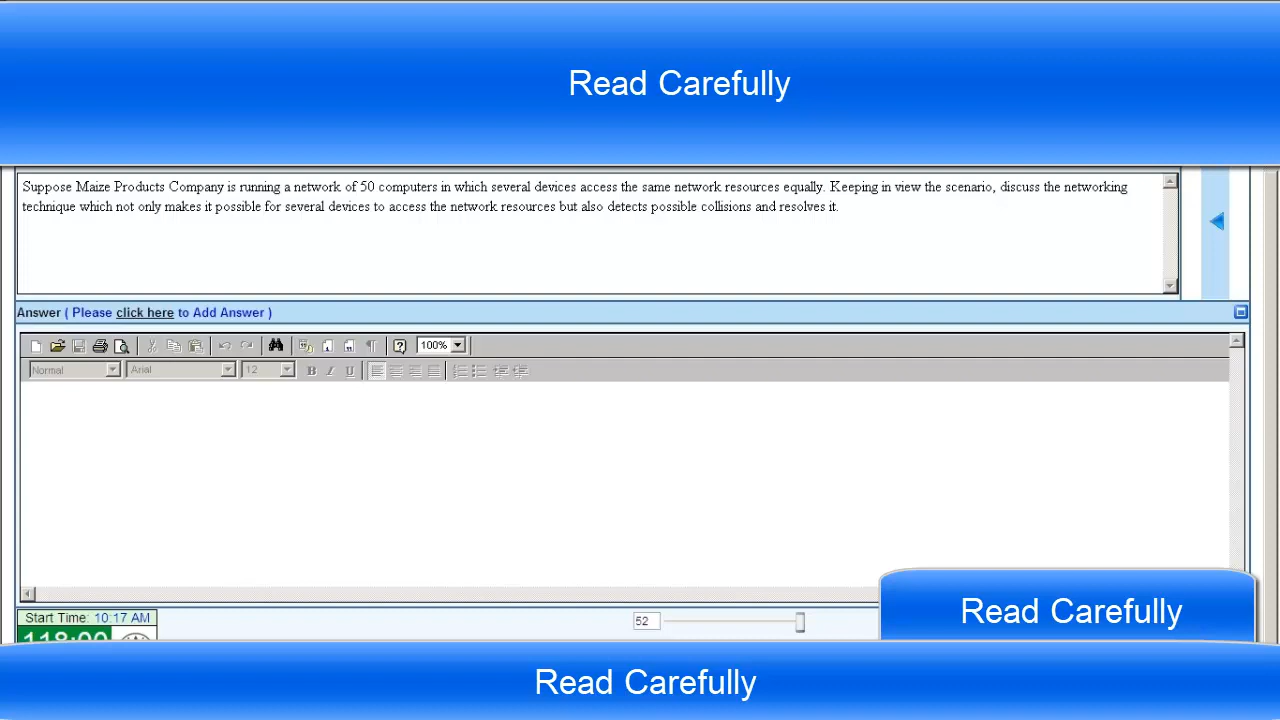 Read Carefully
Suppose Maize Products Company is running a network of 50 computers in which several devices access the same network resources equally. Keeping in view the scenario, discuss the networking
technique which not only makes it possible for several devices to access the network resources but also detects possible collisions and resolves it.
Answer ( Please click here to Add Answer )
100%
Normal Arial 12 B I U
Start Time: 10:17 AM
118:00
52
Read Carefully
Read Carefully